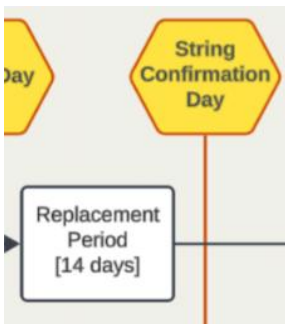 Day
String
Confirmation
Day
Replacement
Period
[14 days]